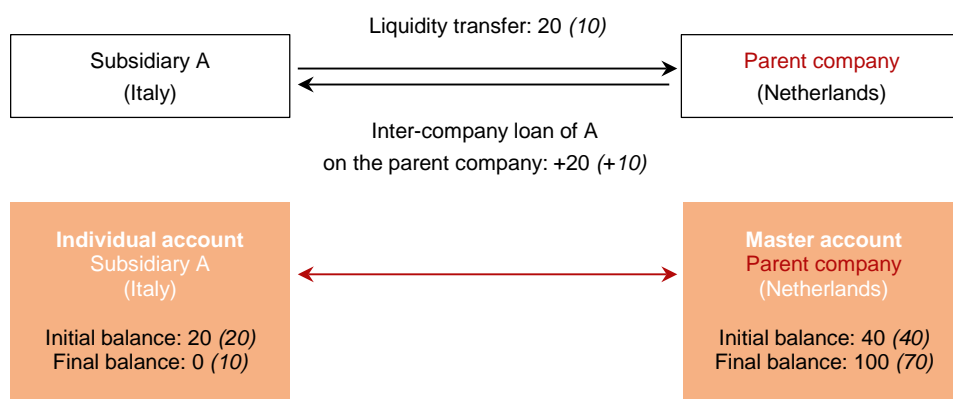 Liquidity transfer: 20 (10)
Subsidiary A
(Italy)
Parent company
(Netherlands)
Inter-company loan of A
on the parent company: +20 (+10)
Individual account
Subsidiary A
(Italy)
Initial balance: 20 (20)
Final balance: 0 (10)
Master account
Parent company
(Netherlands)
Initial balance: 40 (40)
Final balance: 100 (70)